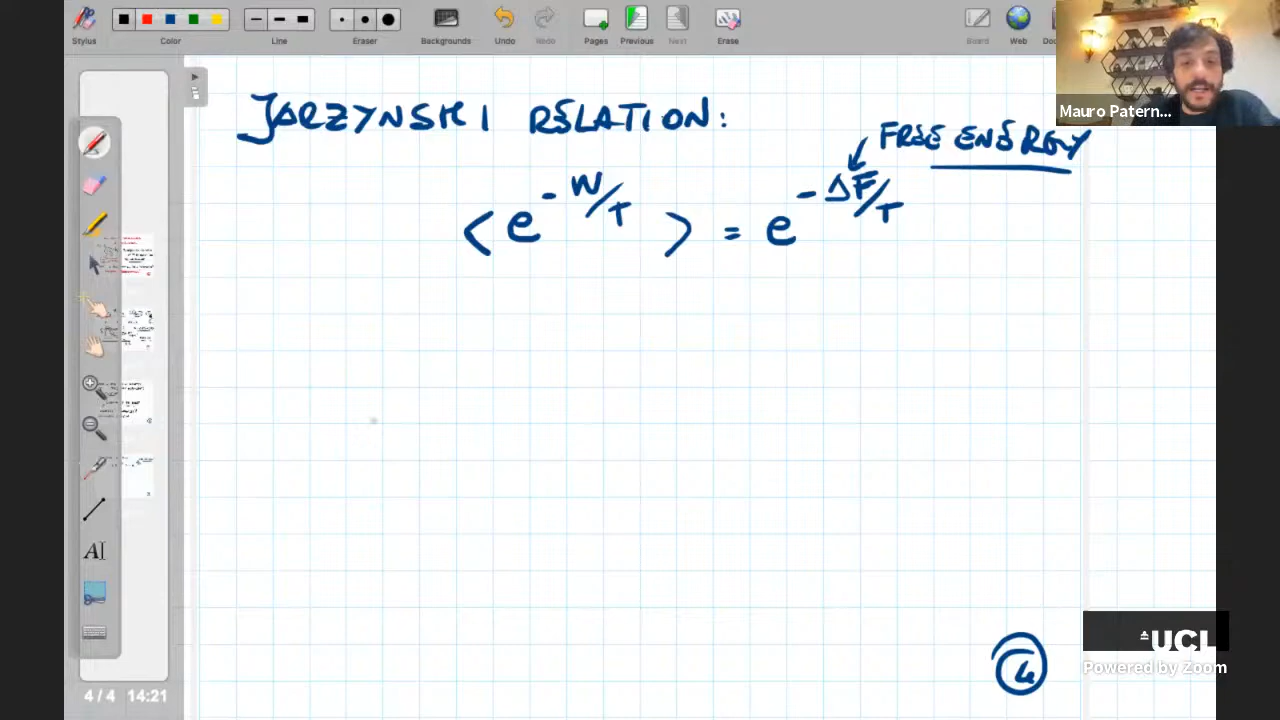 Stylus
Color
Line
Eraser
Backgrounds
Undo
Redo
Pages
Previous
Next
Erase
Board
Web
Mauro Patern...
JARZYNSKI RELATION:
FREE ENERGY
< e^{-W/T} > = e^{-ΔF/T}
AI
4 / 4 14:21
4
UCL
Powered by Zoom